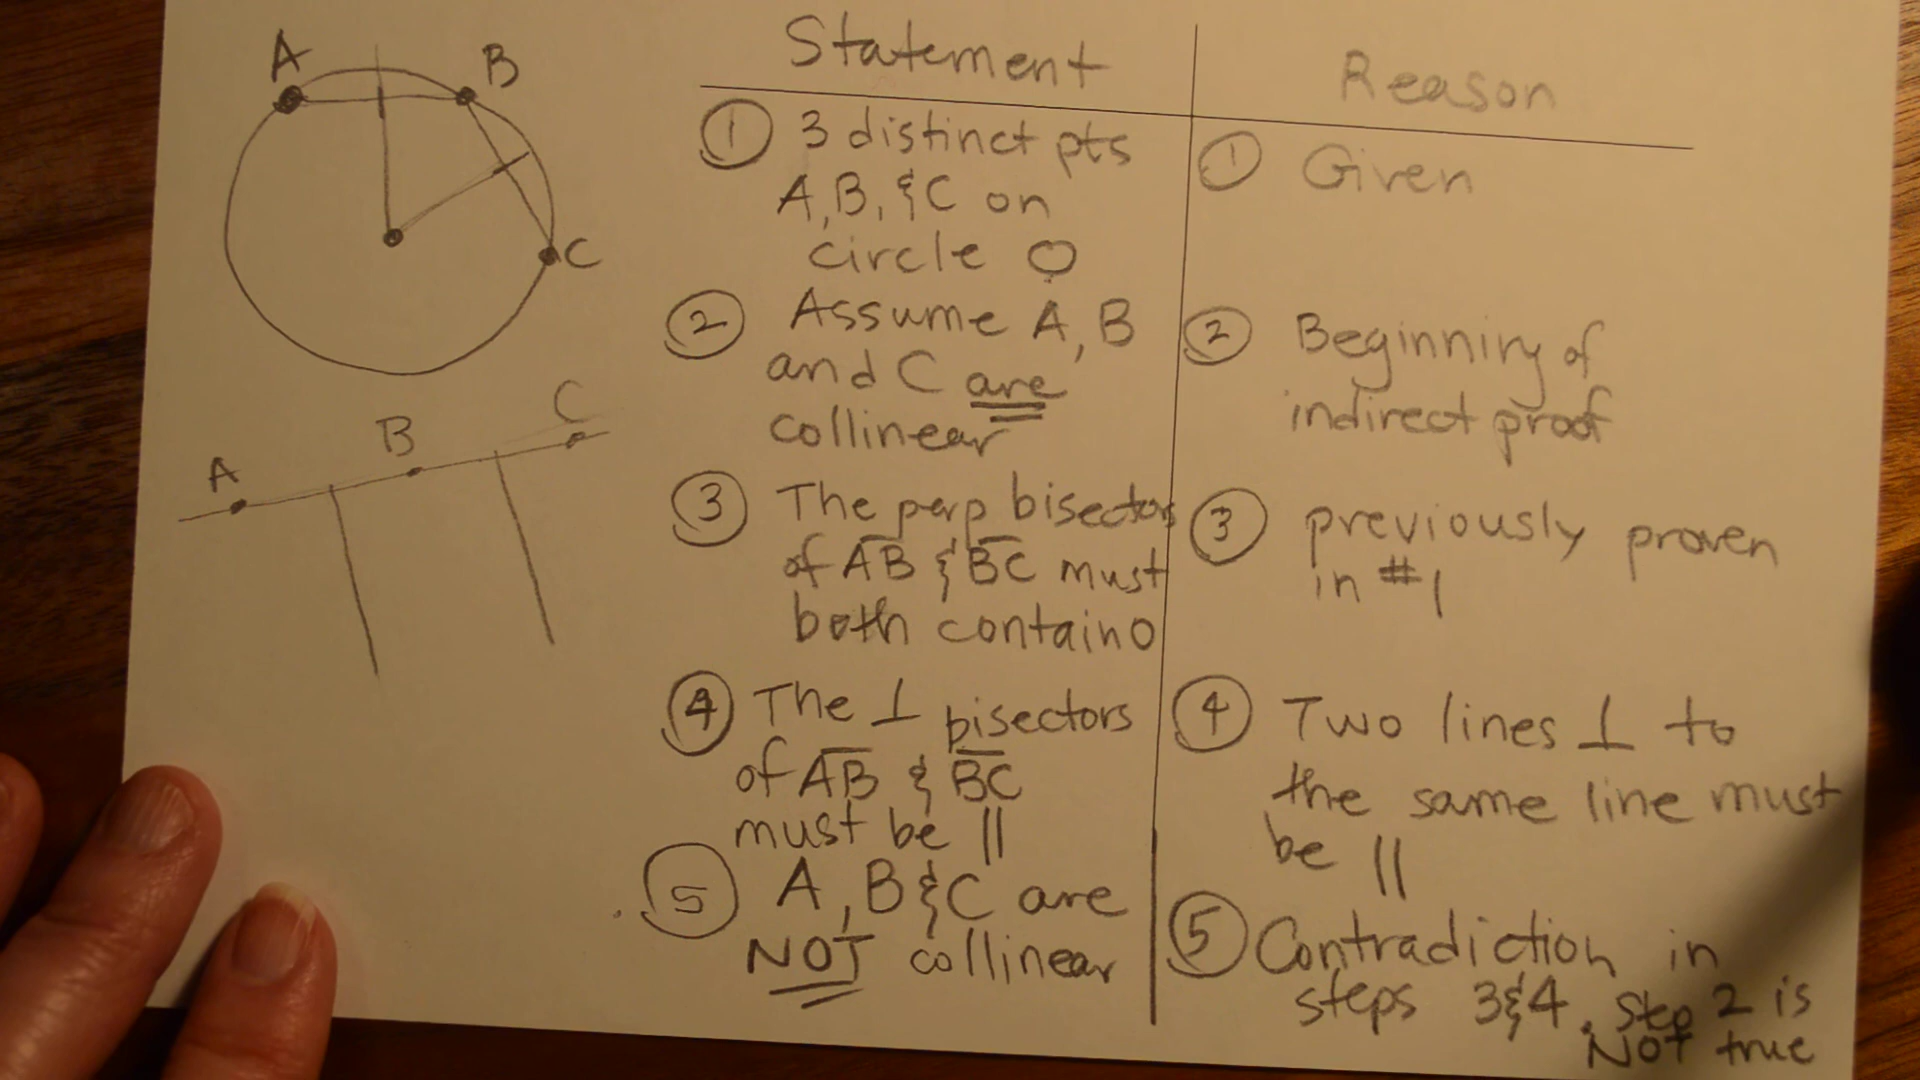 A
B
C
A
B
C
Statement
① 3 distinct pts
A, B, & C on
circle O
② Assume A, B
and C are
collinear
③ The perp bisectors
of AB & BC must
both contain O
④ The ⊥ bisectors
of AB & BC
must be ||
⑤ A, B & C are
NOT collinear
Reason
① Given
② Beginning of
indirect proof
③ previously proven
in #1
④ Two lines ⊥ to
the same line must
be ||
⑤ Contradiction in
steps 3 & 4. Step 2 is
NOT true